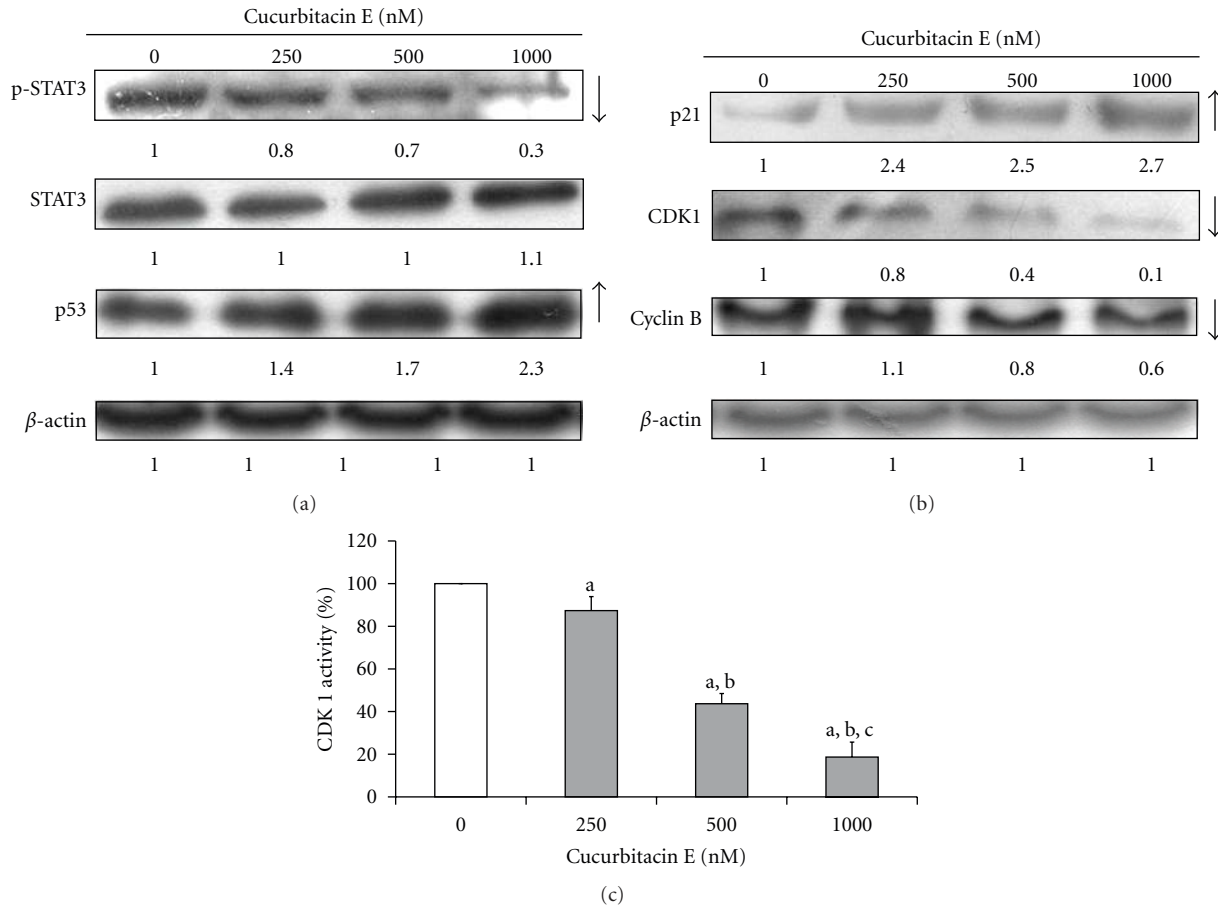 Cucurbitacin E (nM)
0 250 500 1000
p-STAT3
1 0.8 0.7 0.3
STAT3
1 1 1 1.1
p53
1 1.4 1.7 2.3
β-actin
1 1 1 1 1
(a)
Cucurbitacin E (nM)
0 250 500 1000
p21
1 2.4 2.5 2.7
CDK1
1 0.8 0.4 0.1
Cyclin B
1 1.1 0.8 0.6
β-actin
1 1 1 1
(b)
CDK 1 activity (%)
120
100
80
60
40
20
0
a
a, b
a, b, c
0 250 500 1000
Cucurbitacin E (nM)
(c)